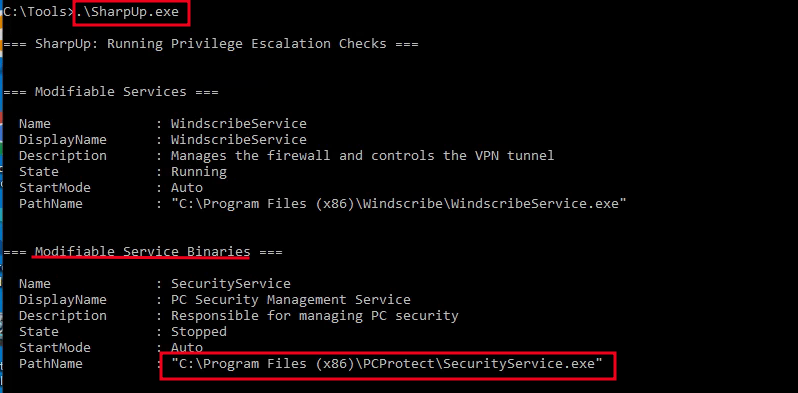 C:\Tools>.\SharpUp.exe
=== SharpUp: Running Privilege Escalation Checks ===
=== Modifiable Services ===
Name : WindscribeService
DisplayName : WindscribeService
Description : Manages the firewall and controls the VPN tunnel
State : Running
StartMode : Auto
PathName : "C:\Program Files (x86)\Windscribe\WindscribeService.exe"
=== Modifiable Service Binaries ===
Name : SecurityService
DisplayName : PC Security Management Service
Description : Responsible for managing PC security
State : Stopped
StartMode : Auto
PathName : "C:\Program Files (x86)\PCProtect\SecurityService.exe"